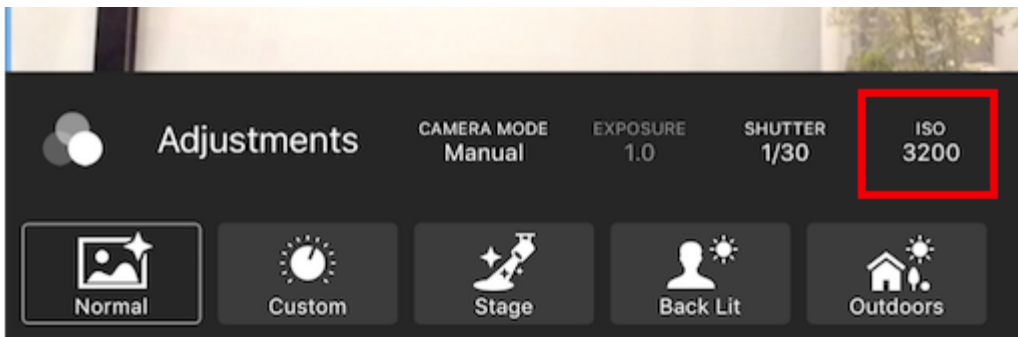 Adjustments
CAMERA MODE
Manual
EXPOSURE
1.0
SHUTTER
1/30
ISO
3200
Normal
Custom
Stage
Back Lit
Outdoors